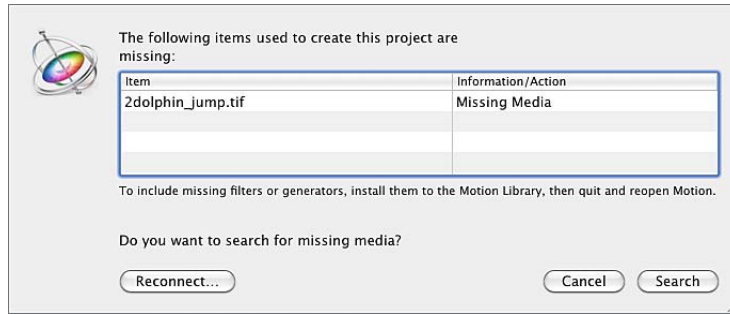 The following items used to create this project are
missing:
Item Information/Action
2dolphin_jump.tif Missing Media
To include missing filters or generators, install them to the Motion Library, then quit and reopen Motion.
Do you want to search for missing media?
Reconnect... Cancel Search